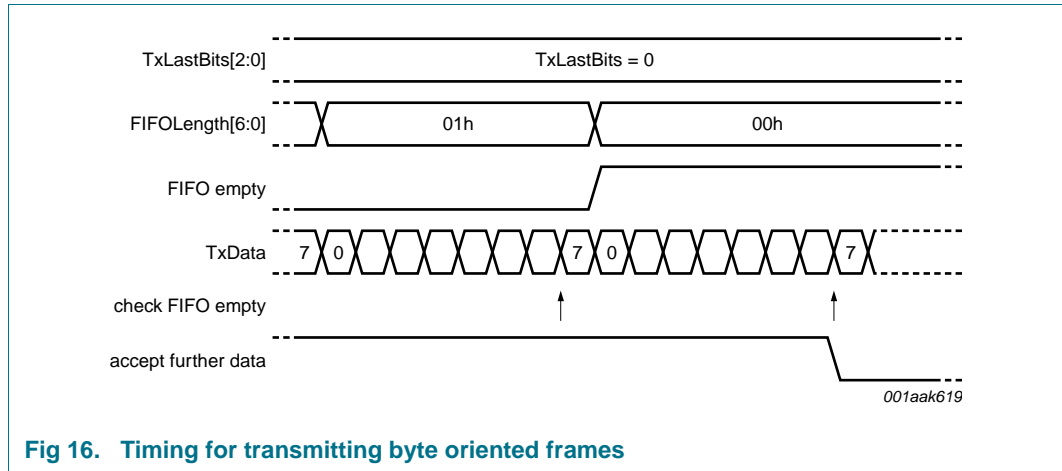 TxLastBits[2:0] TxLastBits = 0
FIFOLength[6:0] 01h 00h
FIFO empty
TxData 7 0 7 0 7
check FIFO empty
accept further data
001aak619
Fig 16. Timing for transmitting byte oriented frames